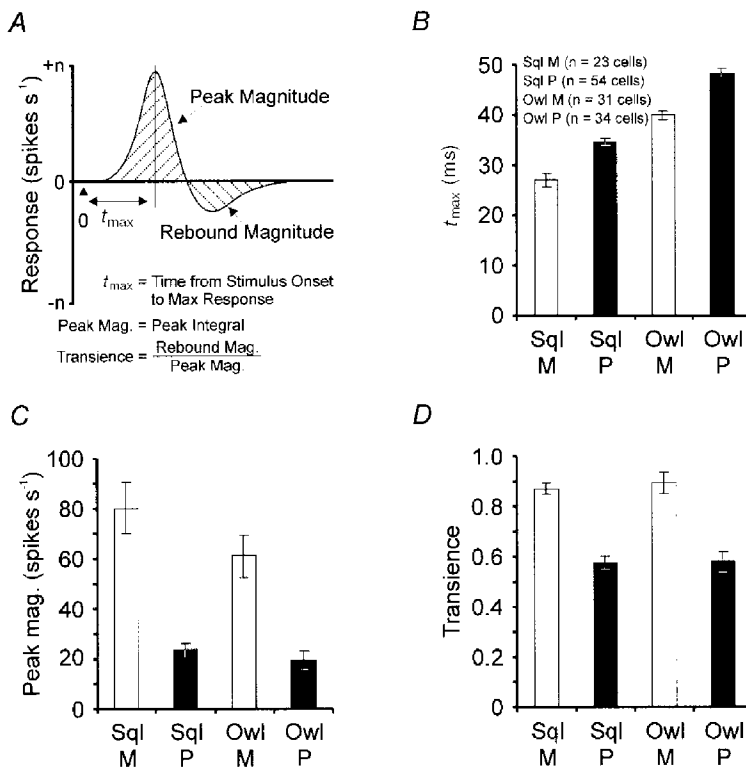 A
Response (spikes s⁻¹)
+n
0
-n
Peak Magnitude
0
tmax
Rebound Magnitude
tmax = Time from Stimulus Onset
to Max Response
Peak Mag. = Peak Integral
Transience = Rebound Mag.
Peak Mag.
B
tmax (ms)
50
40
30
20
10
0
Sql M (n = 23 cells)
Sql P (n = 54 cells)
Owl M (n = 31 cells)
Owl P (n = 34 cells)
Sql Sql Owl Owl
M P M P
C
Peak mag. (spikes s⁻¹)
100
80
60
40
20
0
Sql Sql Owl Owl
M P M P
D
Transience
1.0
0.8
0.6
0.4
0.2
0
Sql Sql Owl Owl
M P M P